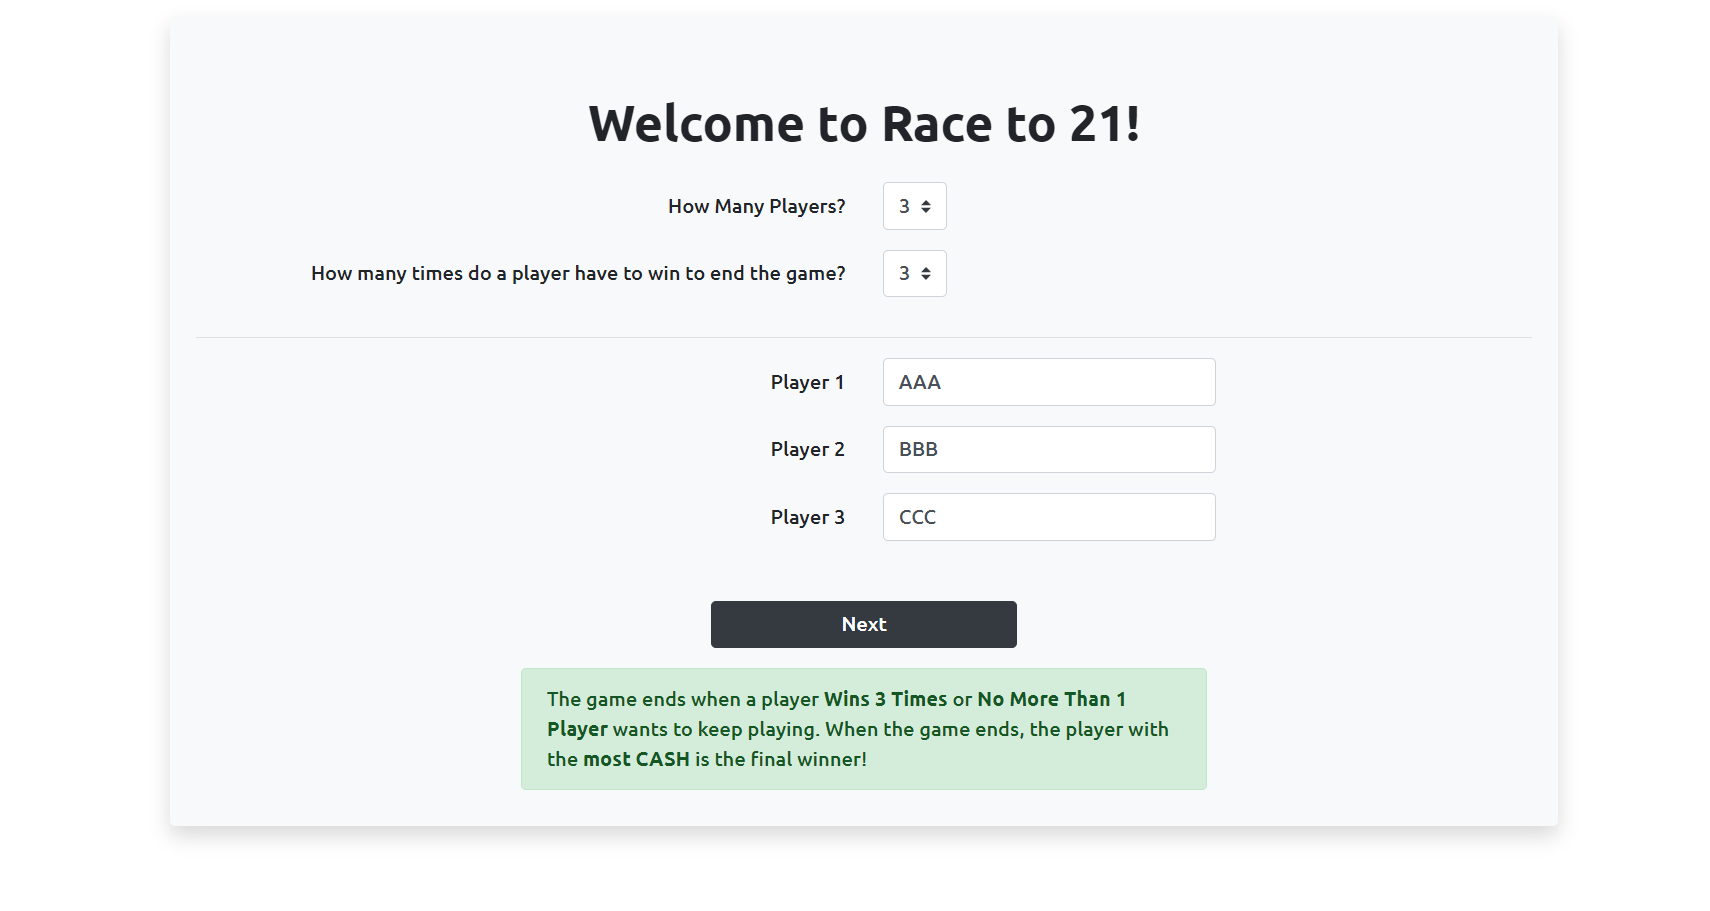 Welcome to Race to 21!
How Many Players? 3
How many times do a player have to win to end the game? 3
Player 1 AAA
Player 2 BBB
Player 3 CCC
Next
The game ends when a player Wins 3 Times or No More Than 1
Player wants to keep playing. When the game ends, the player with
the most CASH is the final winner!